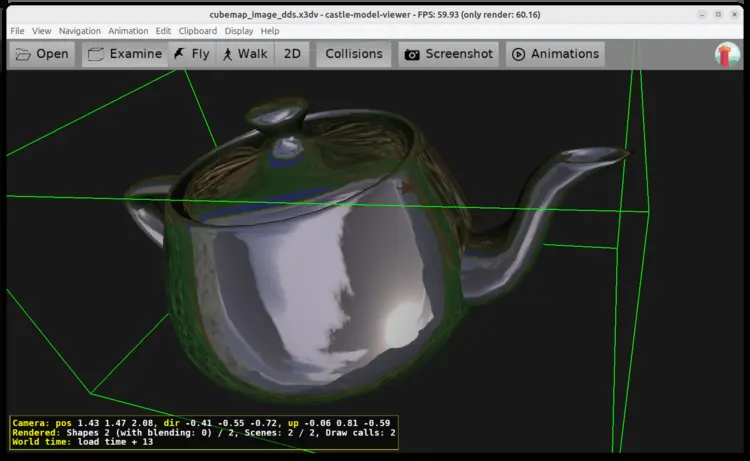 cubemap_image_dds.x3dv - castle-model-viewer - FPS: 59.93 (only render: 60.16)
File View Navigation Animation Edit Clipboard Display Help
Open Examine Fly Walk 2D Collisions Screenshot Animations
Camera: pos 1.43 1.47 2.08, dir -0.41 -0.55 -0.72, up -0.06 0.81 -0.59
Rendered: Shapes 2 (with blending: 0) / 2, Scenes: 2 / 2, Draw calls: 2
World time: load time + 13